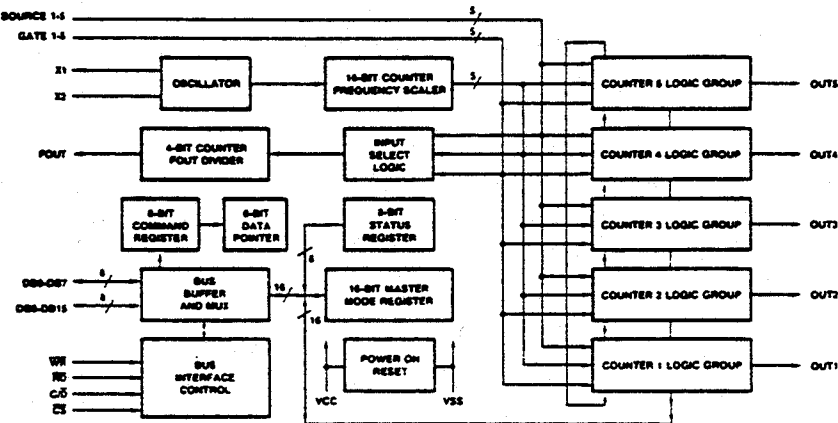 SOURCE 1-5
GATE 1-5
5
5
X1
X2
OSCILLATOR
16-BIT COUNTER
FREQUENCY SCALER
5
COUNTER 5 LOGIC GROUP
OUT5
FOUT
4-BIT COUNTER
FOUT DIVIDER
INPUT
SELECT
LOGIC
COUNTER 4 LOGIC GROUP
OUT4
8-BIT
COMMAND
REGISTER
6-BIT
DATA
POINTER
8-BIT
STATUS
REGISTER
COUNTER 3 LOGIC GROUP
OUT3
8
DB0-DB7
8
DB8-DB15
8
BUS
BUFFER
AND MUX
16
16-BIT MASTER
MODE REGISTER
16
COUNTER 2 LOGIC GROUP
OUT2
WR
RD
C/D
CS
BUS
INTERFACE
CONTROL
POWER ON
RESET
VCC
VSS
COUNTER 1 LOGIC GROUP
OUT1